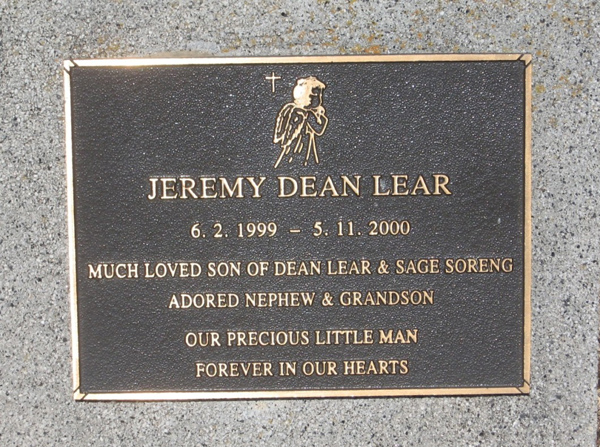 JEREMY DEAN LEAR
6. 2. 1999 – 5. 11. 2000
MUCH LOVED SON OF DEAN LEAR & SAGE SORENG
ADORED NEPHEW & GRANDSON
OUR PRECIOUS LITTLE MAN
FOREVER IN OUR HEARTS